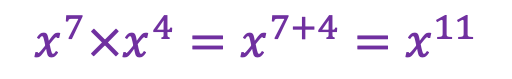 x⁷×x⁴ = x⁷⁺⁴ = x¹¹